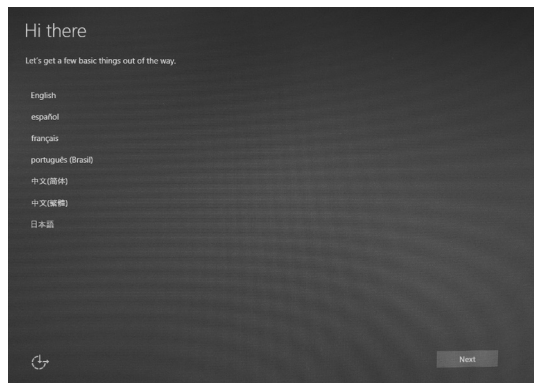 Hi there
Let's get a few basic things out of the way.
English
español
français
português (Brasil)
中文(简体)
中文(繁體)
日本語
Next